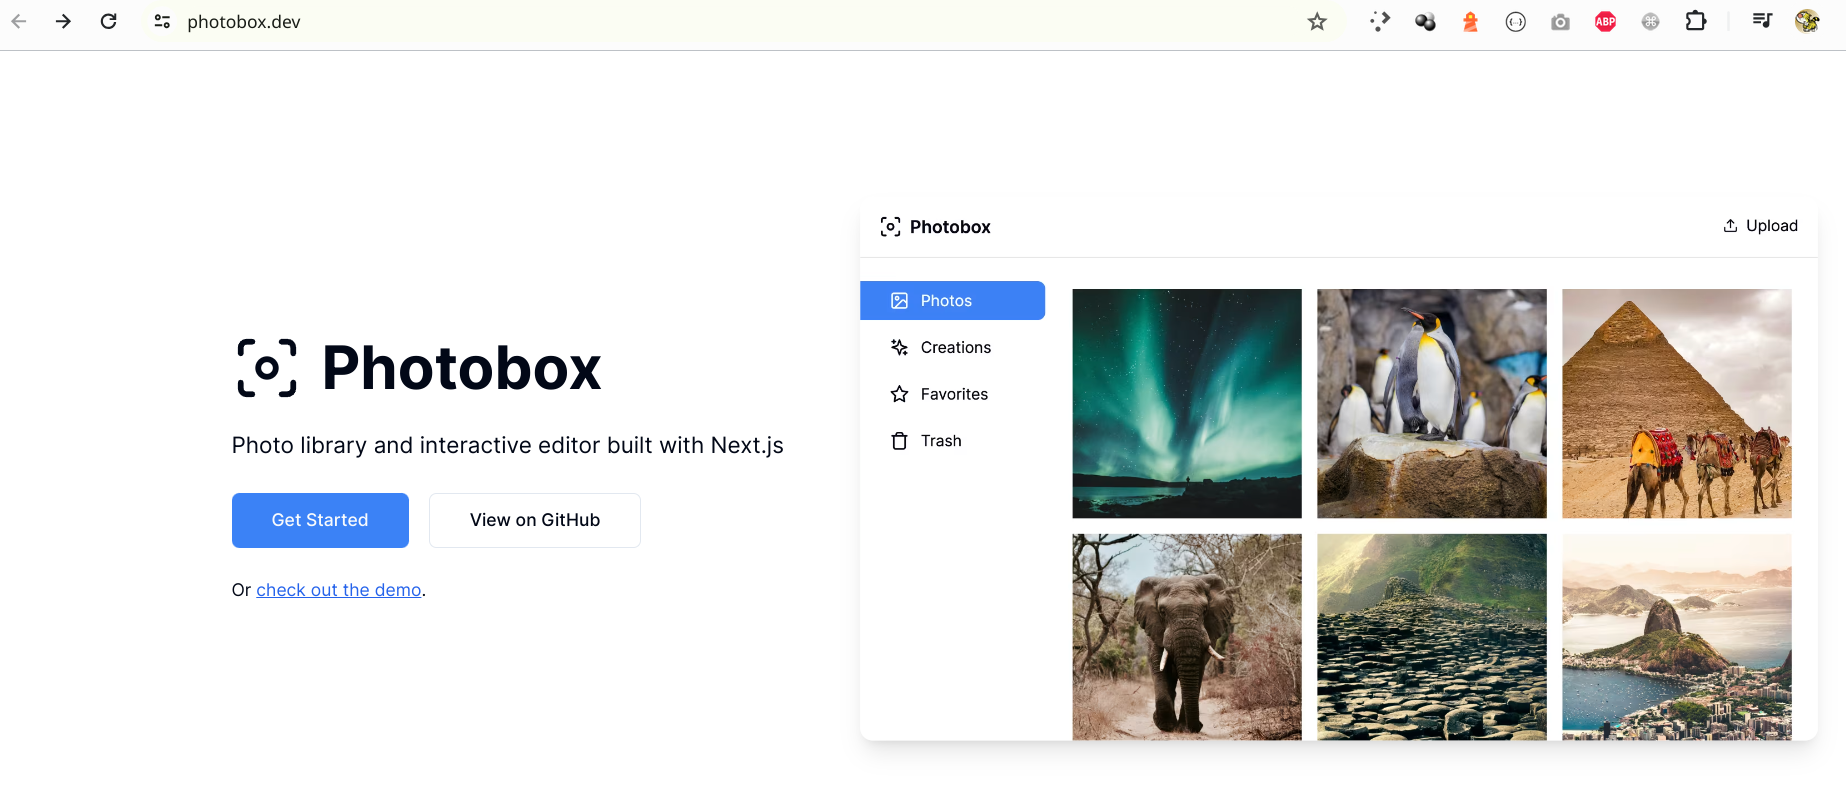 photobox.dev
ABP
Photobox
Photo library and interactive editor built with Next.js
Get Started
View on GitHub
Or check out the demo.
Photobox
Upload
Photos
Creations
Favorites
Trash